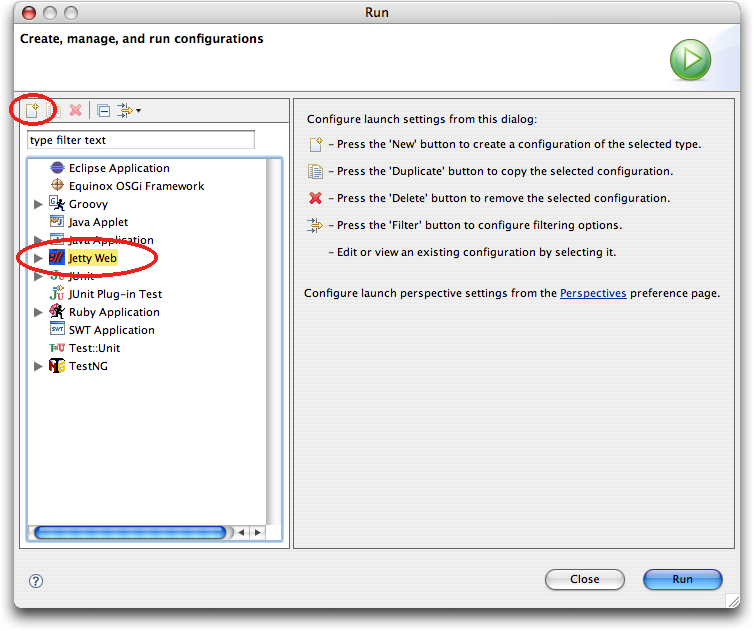 Run
Create, manage, and run configurations
type filter text
Eclipse Application
Equinox OSGi Framework
Groovy
Java Applet
Java Application
Jetty Web
JUnit
JUnit Plug-in Test
Ruby Application
SWT Application
Test::Unit
TestNG
Configure launch settings from this dialog:
– Press the 'New' button to create a configuration of the selected type.
– Press the 'Duplicate' button to copy the selected configuration.
– Press the 'Delete' button to remove the selected configuration.
– Press the 'Filter' button to configure filtering options.
– Edit or view an existing configuration by selecting it.
Configure launch perspective settings from the Perspectives preference page.
? Close Run